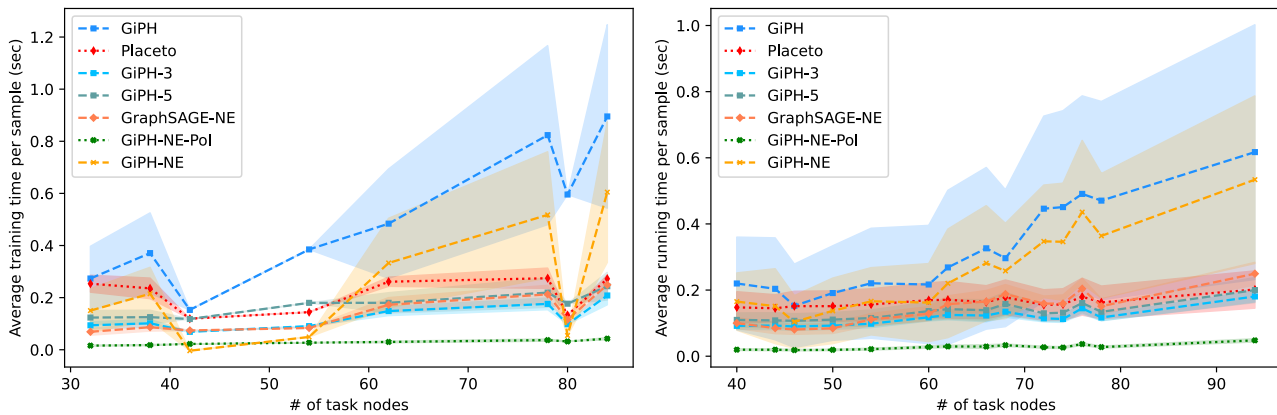 GiPH
Placeto
GiPH-3
GiPH-5
GraphSAGE-NE
GiPH-NE-Pol
GiPH-NE
Average training time per sample (sec)
1.2
1.0
0.8
0.6
0.4
0.2
0.0
30 40 50 60 70 80
# of task nodes
GiPH
Placeto
GiPH-3
GiPH-5
GraphSAGE-NE
GiPH-NE-Pol
GiPH-NE
Average running time per sample (sec)
1.0
0.8
0.6
0.4
0.2
0.0
40 50 60 70 80 90
# of task nodes